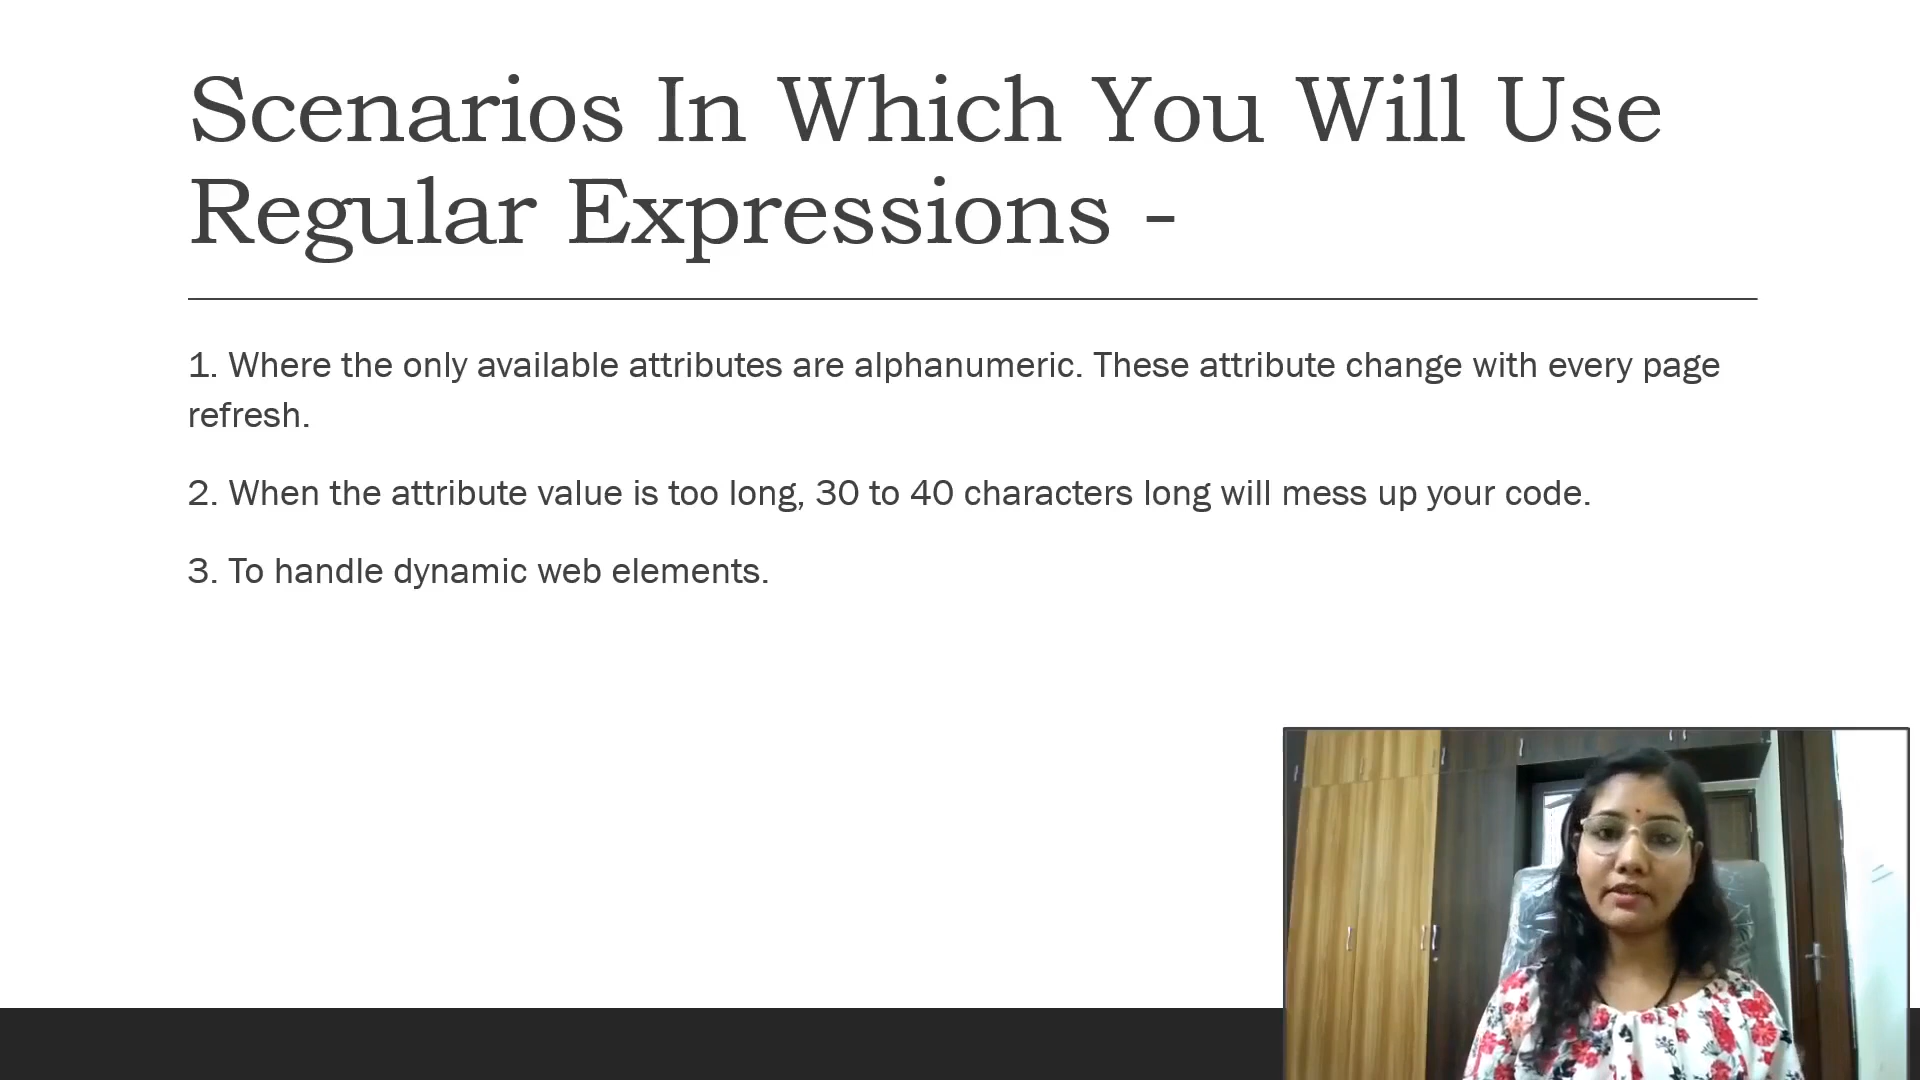 Scenarios In Which You Will Use
Regular Expressions -
1. Where the only available attributes are alphanumeric. These attribute change with every page
refresh.
2. When the attribute value is too long, 30 to 40 characters long will mess up your code.
3. To handle dynamic web elements.